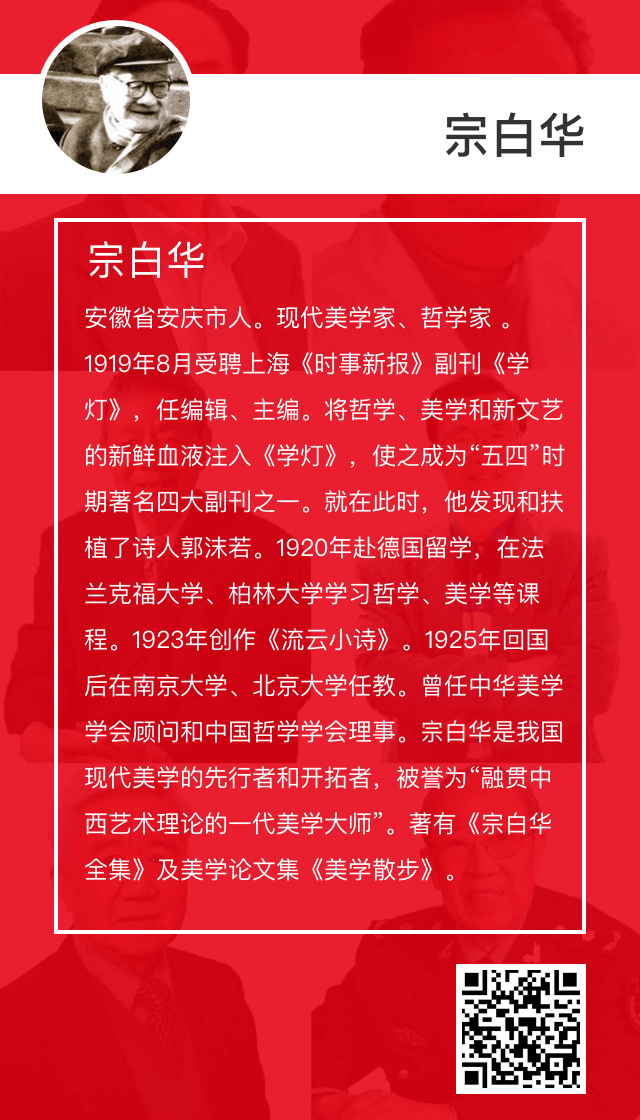 宗白华
宗白华
安徽省安庆市人。现代美学家、哲学家 。
1919年8月受聘上海《时事新报》副刊《学
灯》，任编辑、主编。将哲学、美学和新文艺
的新鲜血液注入《学灯》，使之成为“五四”时
期著名四大副刊之一。就在此时，他发现和扶
植了诗人郭沫若。1920年赴德国留学，在法
兰克福大学、柏林大学学习哲学、美学等课
程。1923年创作《流云小诗》。1925年回国
后在南京大学、北京大学任教。曾任中华美学
学会顾问和中国哲学学会理事。宗白华是我国
现代美学的先行者和开拓者，被誉为“融贯中
西艺术理论的一代美学大师”。著有《宗白华
全集》及美学论文集《美学散步》。